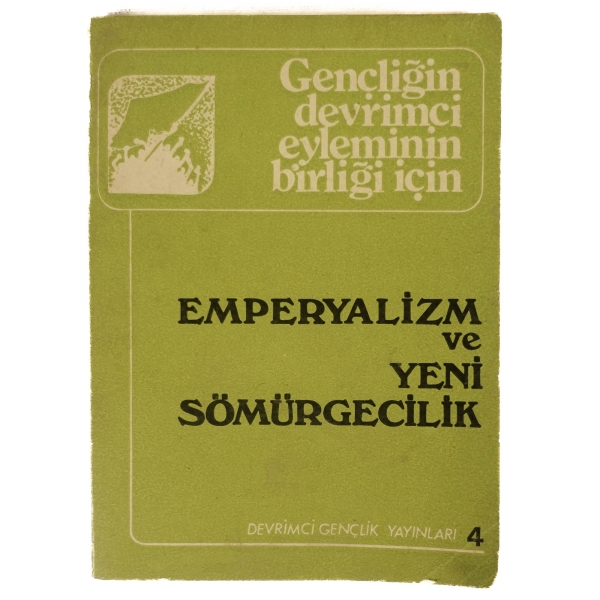 Gençliğin
devrimci
eyleminin
birliği için
EMPERYALİZM
ve
YENİ
SÖMÜRGECİLİK
DEVRİMCİ GENÇLİK YAYINLARI 4